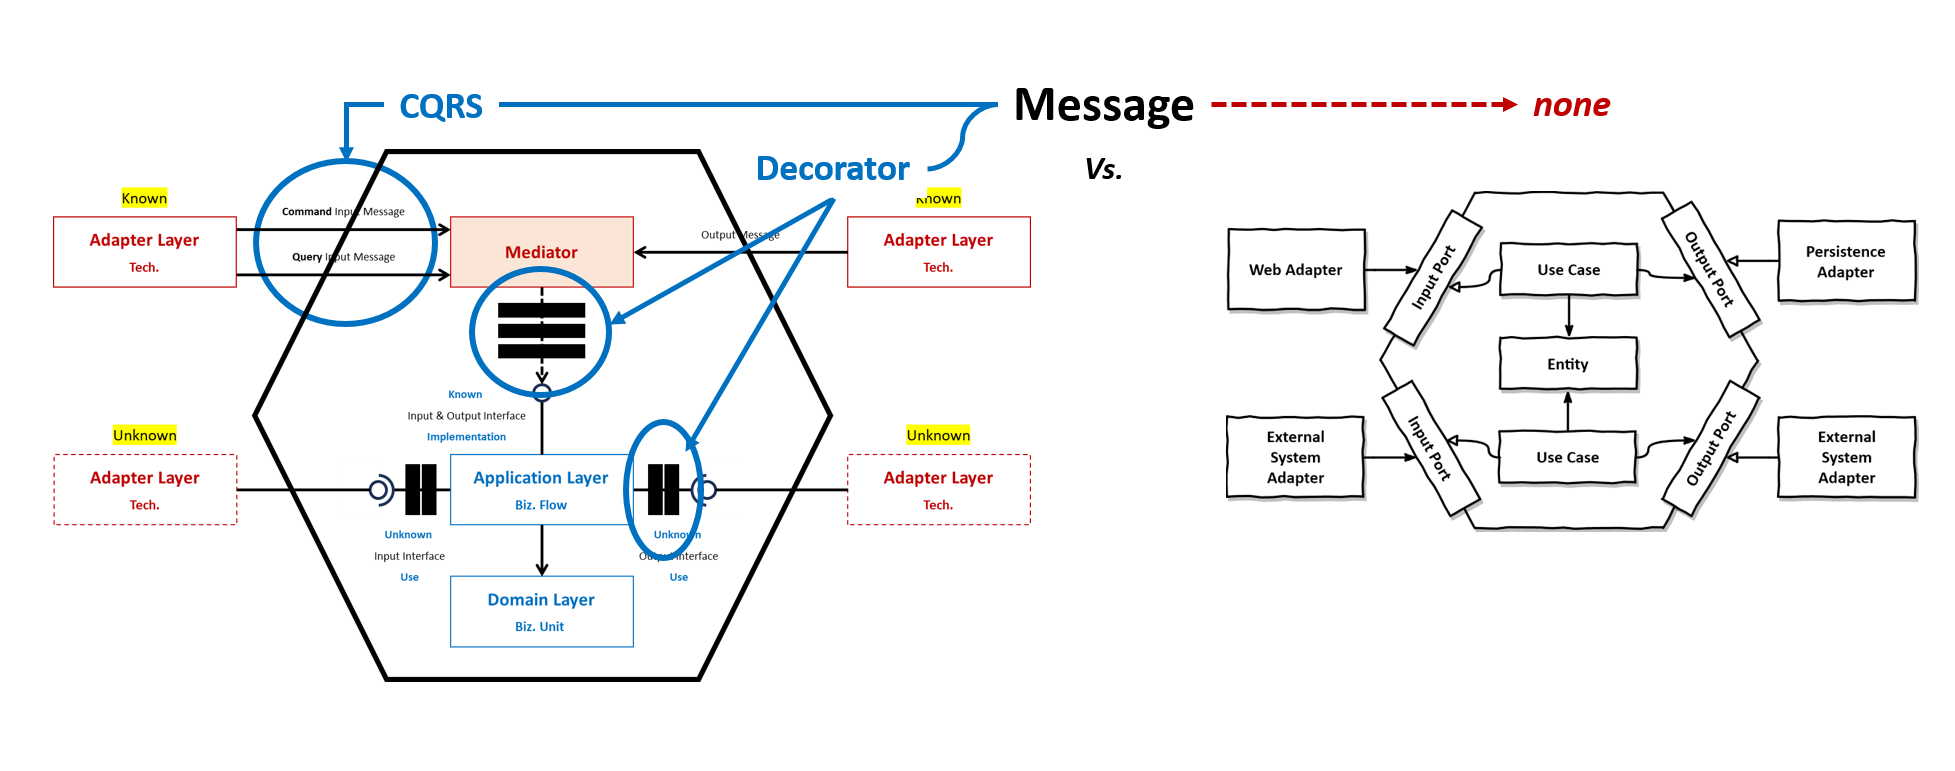 CQRS
Message
none
Decorator
Vs.
Known
Known
Command Input Message
Adapter Layer
Tech.
Query Input Message
Mediator
Output Message
Adapter Layer
Tech.
Known
Input & Output Interface
Implementation
Unknown
Unknown
Adapter Layer
Tech.
Application Layer
Biz. Flow
Adapter Layer
Tech.
Unknown
Input Interface
Use
Unknown
Output Interface
Use
Domain Layer
Biz. Unit
Web Adapter
Input Port
Use Case
Output Port
Persistence
Adapter
Entity
External
System
Adapter
Input Port
Use Case
Output Port
External
System
Adapter